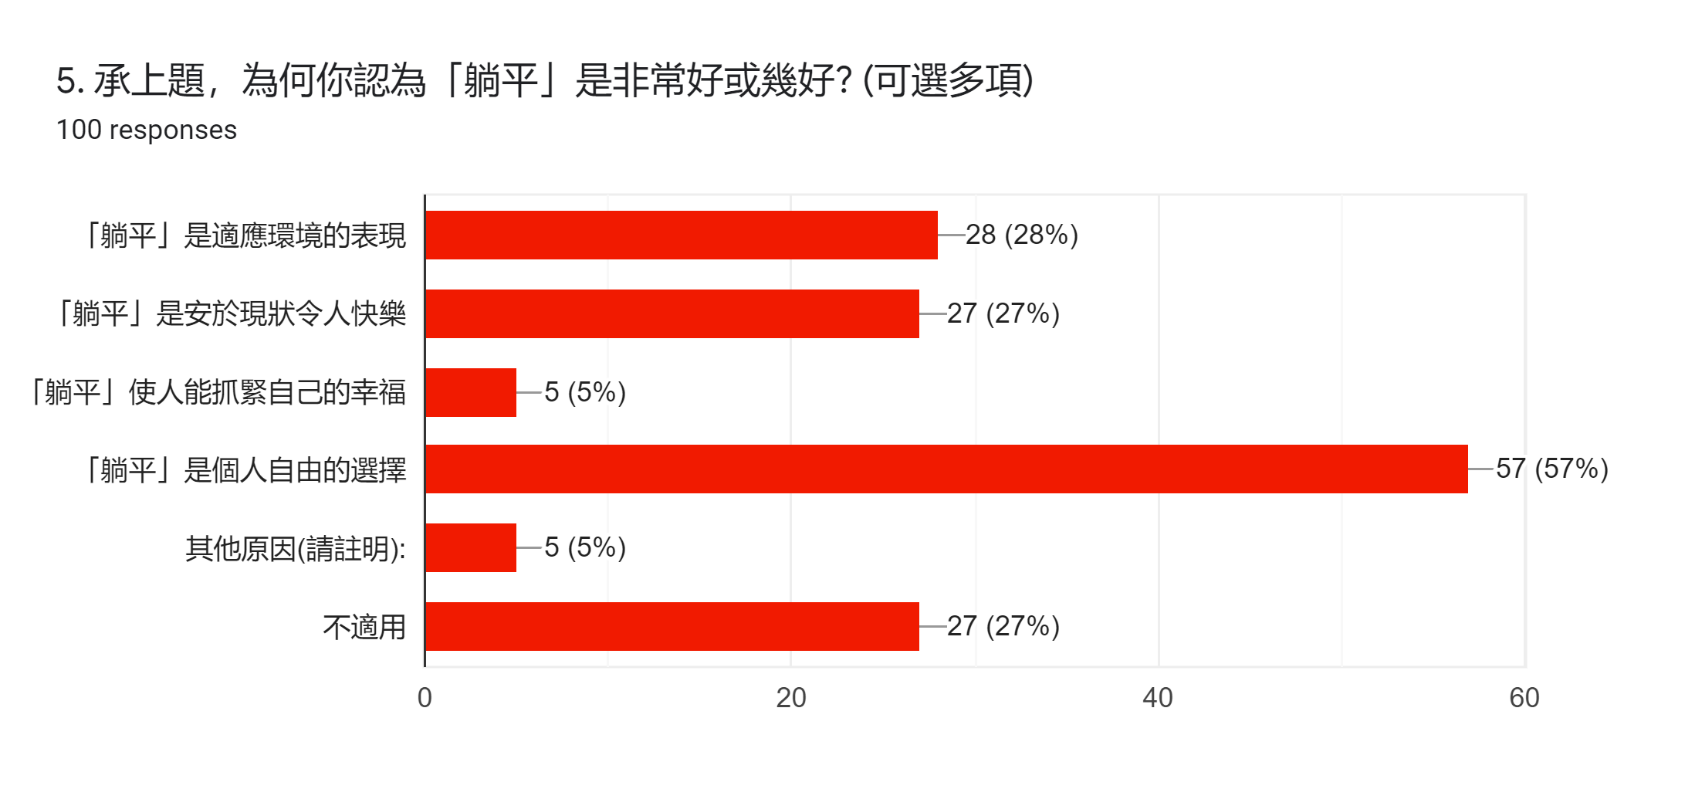 5. 承上題，為何你認為「躺平」是非常好或幾好? (可選多項)
100 responses
「躺平」是適應環境的表現
28 (28%)
「躺平」是安於現狀令人快樂
27 (27%)
「躺平」使人能抓緊自己的幸福
5 (5%)
「躺平」是個人自由的選擇
57 (57%)
其他原因(請註明):
5 (5%)
不適用
27 (27%)
0 20 40 60